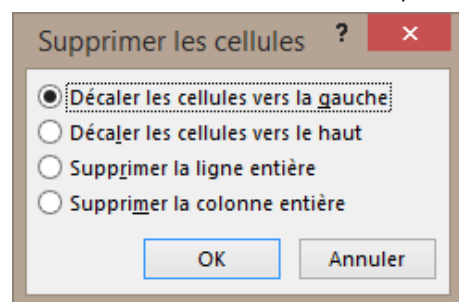 Supprimer les cellules ? ×
Décaler les cellules vers la gauche
Décaler les cellules vers le haut
Supprimer la ligne entière
Supprimer la colonne entière
OK Annuler